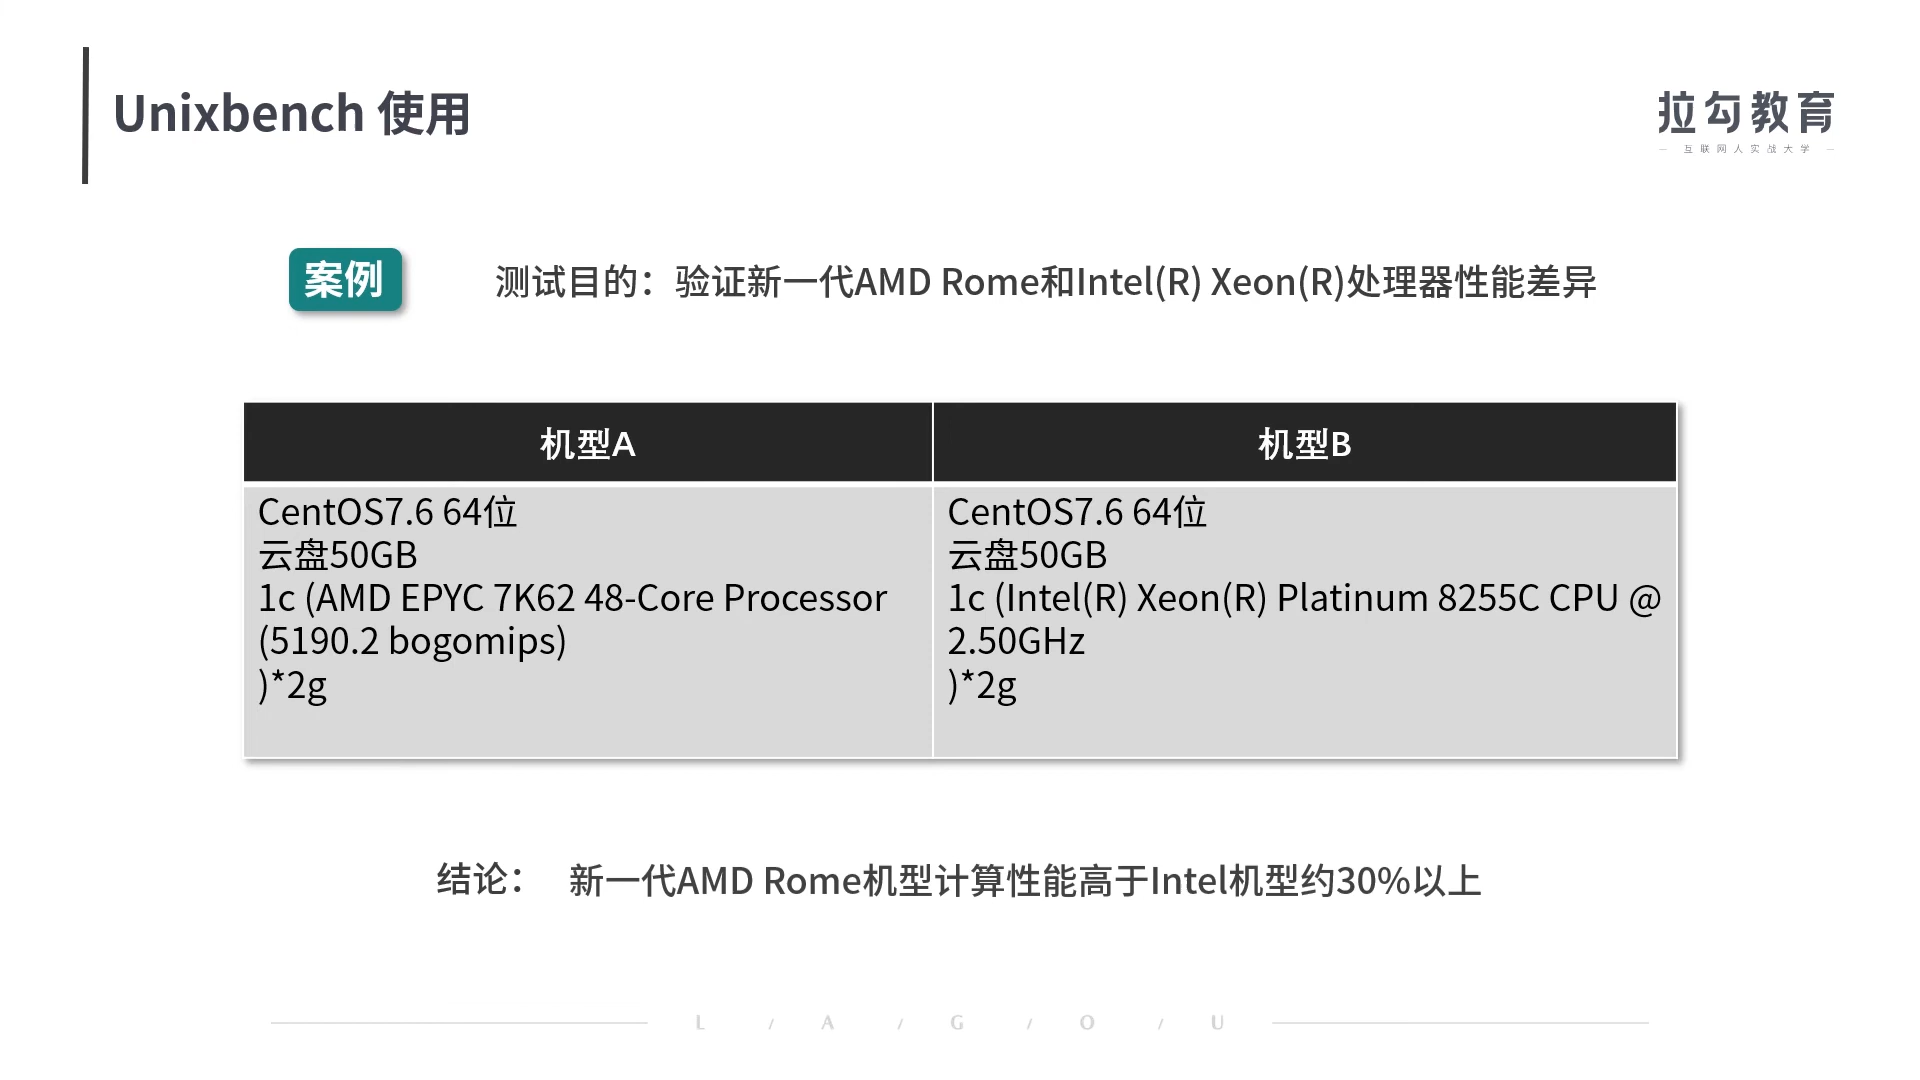 Unixbench 使用
拉勾教育
— 互联网人实战大学 —
案例
测试目的：验证新一代AMD Rome和Intel(R) Xeon(R)处理器性能差异
机型A
机型B
CentOS7.6 64位
云盘50GB
1c (AMD EPYC 7K62 48-Core Processor
(5190.2 bogomips)
)*2g
CentOS7.6 64位
云盘50GB
1c (Intel(R) Xeon(R) Platinum 8255C CPU @
2.50GHz
)*2g
结论： 新一代AMD Rome机型计算性能高于Intel机型约30%以上
L / A / G / O / U